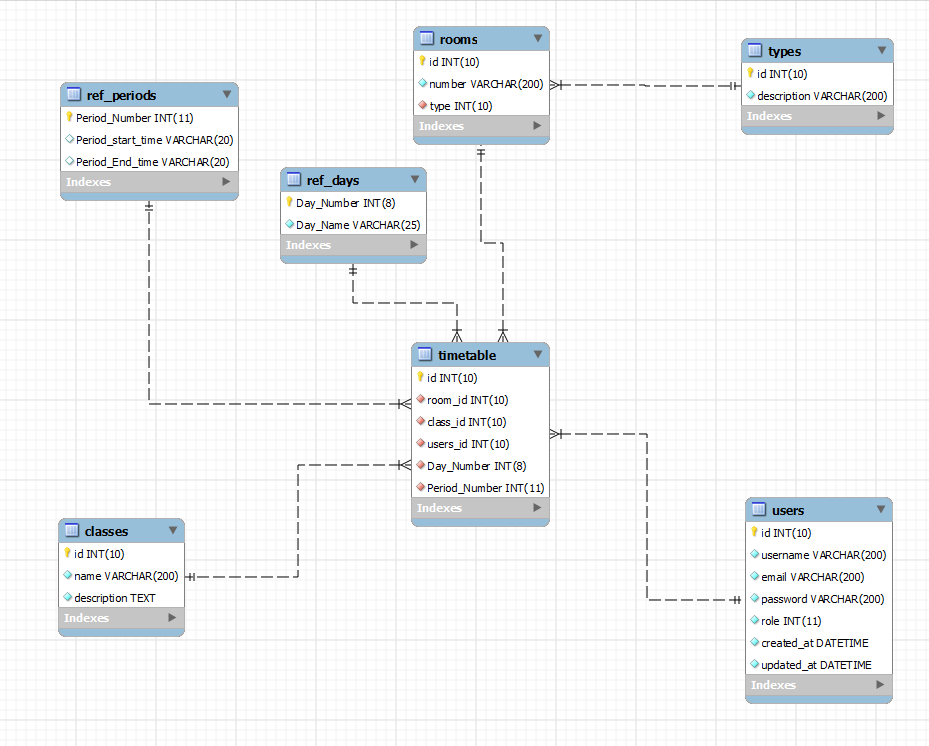 rooms
id INT(10)
number VARCHAR(200)
type INT(10)
Indexes
types
id INT(10)
description VARCHAR(200)
Indexes
ref_periods
Period_Number INT(11)
Period_start_time VARCHAR(20)
Period_End_time VARCHAR(20)
Indexes
ref_days
Day_Number INT(8)
Day_Name VARCHAR(25)
Indexes
timetable
id INT(10)
room_id INT(10)
class_id INT(10)
users_id INT(10)
Day_Number INT(8)
Period_Number INT(11)
Indexes
classes
id INT(10)
name VARCHAR(200)
description TEXT
Indexes
users
id INT(10)
username VARCHAR(200)
email VARCHAR(200)
password VARCHAR(200)
role INT(11)
created_at DATETIME
updated_at DATETIME
Indexes